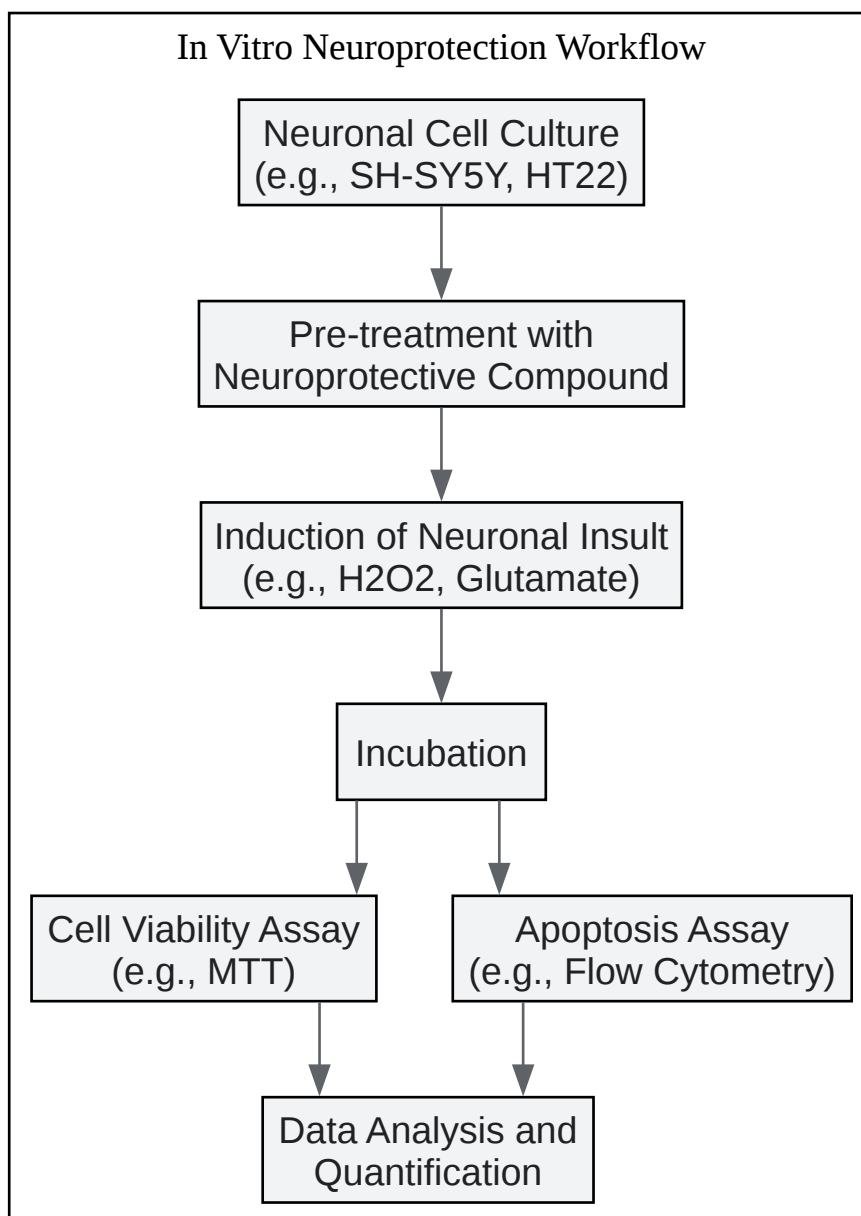 In Vitro Neuroprotection Workflow
Neuronal Cell Culture
(e.g., SH-SY5Y, HT22)
Pre-treatment with
Neuroprotective Compound
Induction of Neuronal Insult
(e.g., H2O2, Glutamate)
Incubation
Cell Viability Assay
(e.g., MTT)
Apoptosis Assay
(e.g., Flow Cytometry)
Data Analysis and
Quantification